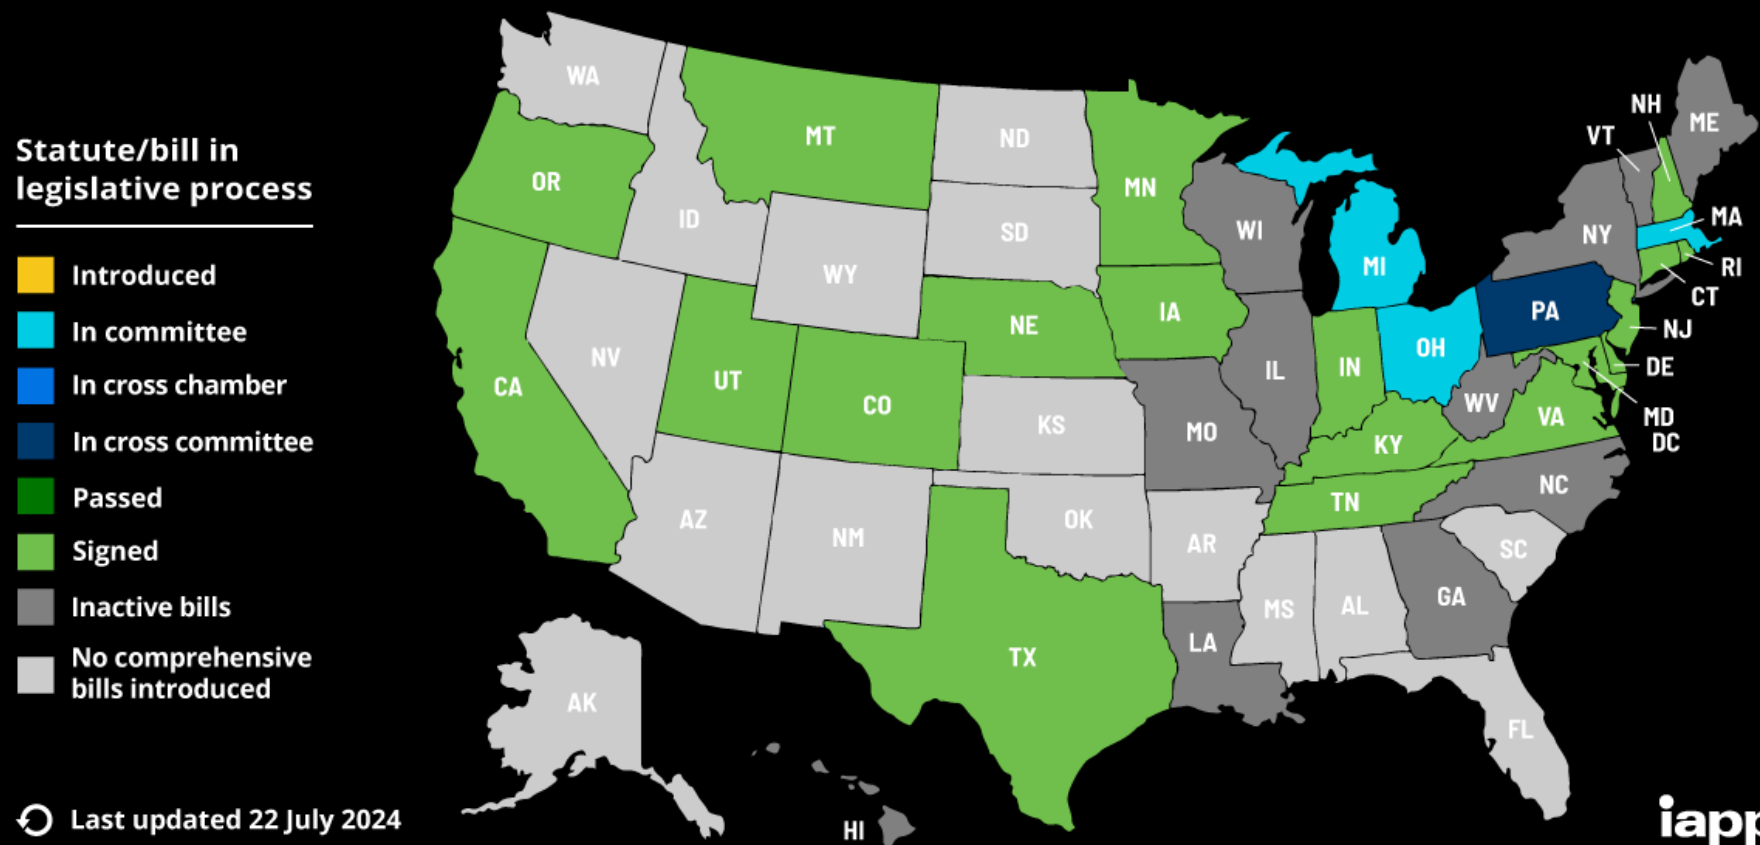 Statute/bill in
legislative process
Introduced
In committee
In cross chamber
In cross committee
Passed
Signed
Inactive bills
No comprehensive
bills introduced
Last updated 22 July 2024
WA
OR
MT
ID
ND
MN
SD
WY
WI
MI
NH
VT
ME
NY
MA
RI
CT
NJ
DE
MD
DC
PA
OH
IN
IL
IA
NE
NV
UT
CO
CA
KS
MO
KY
WV
VA
NC
TN
AZ
NM
OK
AR
SC
MS
AL
GA
TX
LA
FL
AK
HI
iapp